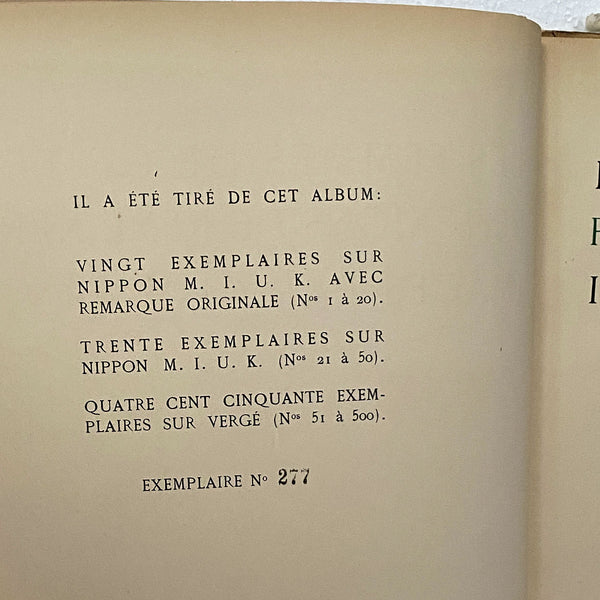 IL A ÉTÉ TIRÉ DE CET ALBUM:
VINGT EXEMPLAIRES SUR
NIPPON M. I. U. K. AVEC
REMARQUE ORIGINALE (Nos 1 à 20).
TRENTE EXEMPLAIRES SUR
NIPPON M. I. U. K. (Nos 21 à 50).
QUATRE CENT CINQUANTE EXEM-
PLAIRES SUR VERGÉ (Nos 51 à 500).
EXEMPLAIRE No 277